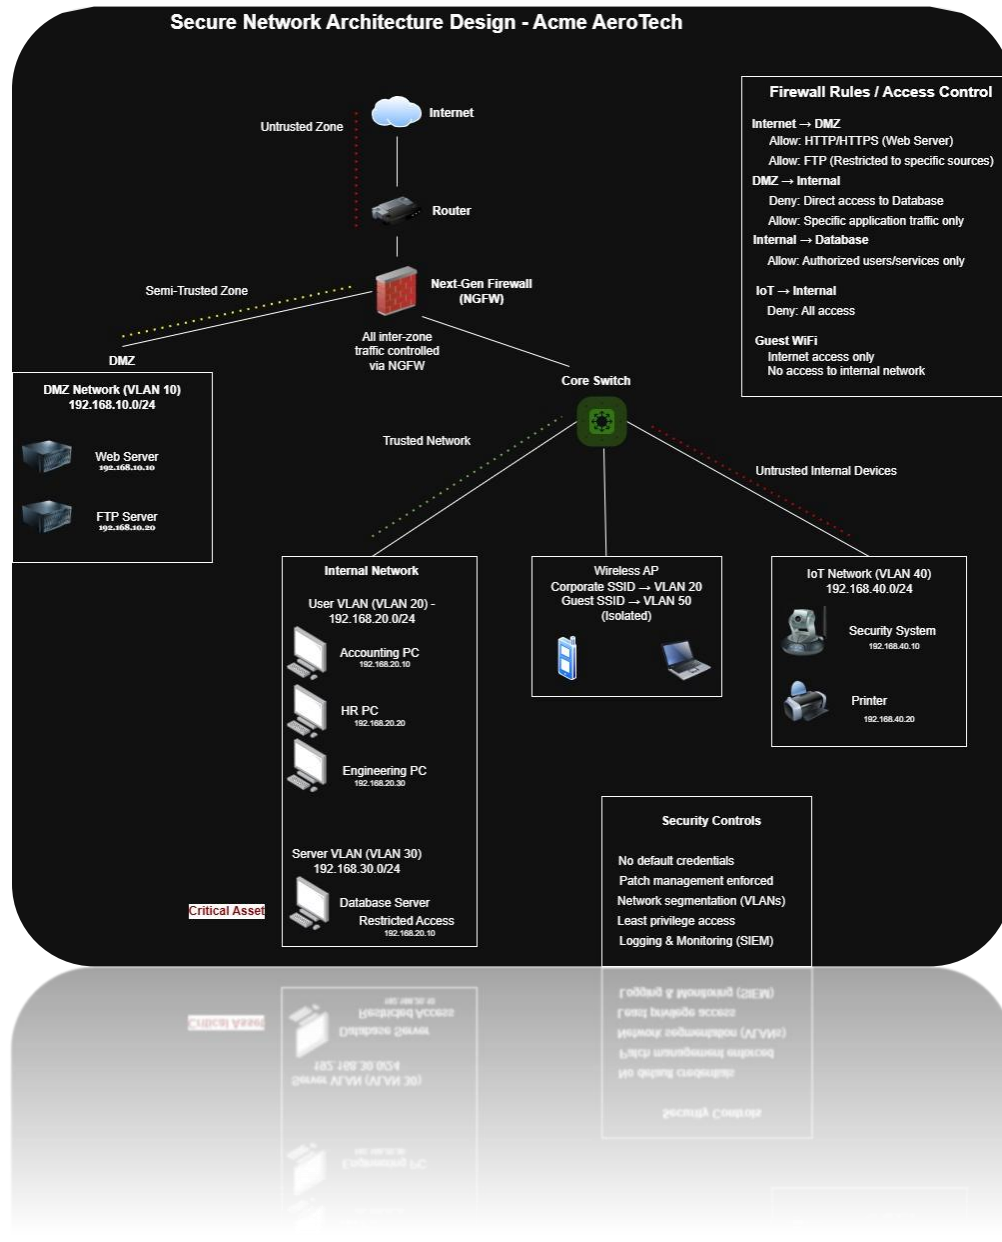 Secure Network Architecture Design - Acme AeroTech
Internet
Untrusted Zone
Router
Next-Gen Firewall
(NGFW)
Semi-Trusted Zone
All inter-zone
traffic controlled
via NGFW
DMZ
DMZ Network (VLAN 10)
192.168.10.0/24
Web Server
192.168.10.10
FTP Server
192.168.10.20
Firewall Rules / Access Control
Internet → DMZ
Allow: HTTP/HTTPS (Web Server)
Allow: FTP (Restricted to specific sources)
DMZ → Internal
Deny: Direct access to Database
Allow: Specific application traffic only
Internal → Database
Allow: Authorized users/services only
IoT → Internal
Deny: All access
Guest WiFi
Internet access only
No access to internal network
Core Switch
Trusted Network
Untrusted Internal Devices
Internal Network
User VLAN (VLAN 20) -
192.168.20.0/24
Accounting PC
192.168.20.10
HR PC
192.168.20.20
Engineering PC
192.168.20.30
Server VLAN (VLAN 30)
192.168.30.0/24
Database Server
Restricted Access
192.168.20.10
Critical Asset
Wireless AP
Corporate SSID → VLAN 20
Guest SSID → VLAN 50
(Isolated)
IoT Network (VLAN 40)
192.168.40.0/24
Security System
192.168.40.10
Printer
192.168.40.20
Security Controls
No default credentials
Patch management enforced
Network segmentation (VLANs)
Least privilege access
Logging & Monitoring (SIEM)